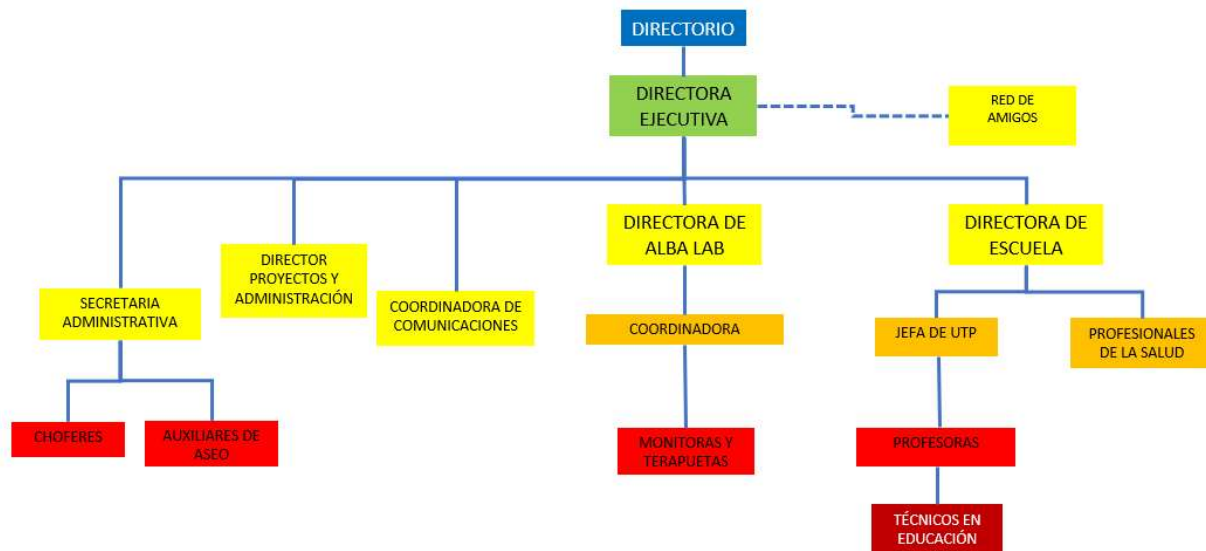 DIRECTORIO
DIRECTORA
EJECUTIVA
RED DE
AMIGOS
DIRECTORA DE
ALBA LAB
DIRECTORA DE
ESCUELA
DIRECTOR
PROYECTOS Y
ADMINISTRACIÓN
SECRETARIA
ADMINISTRATIVA
COORDINADORA DE
COMUNICACIONES
COORDINADORA
JEFA DE UTP
PROFESIONALES
DE LA SALUD
CHOFERES
AUXILIARES DE
ASEO
MONITORAS Y
TERAPUETAS
PROFESORAS
TÉCNICOS EN
EDUCACIÓN